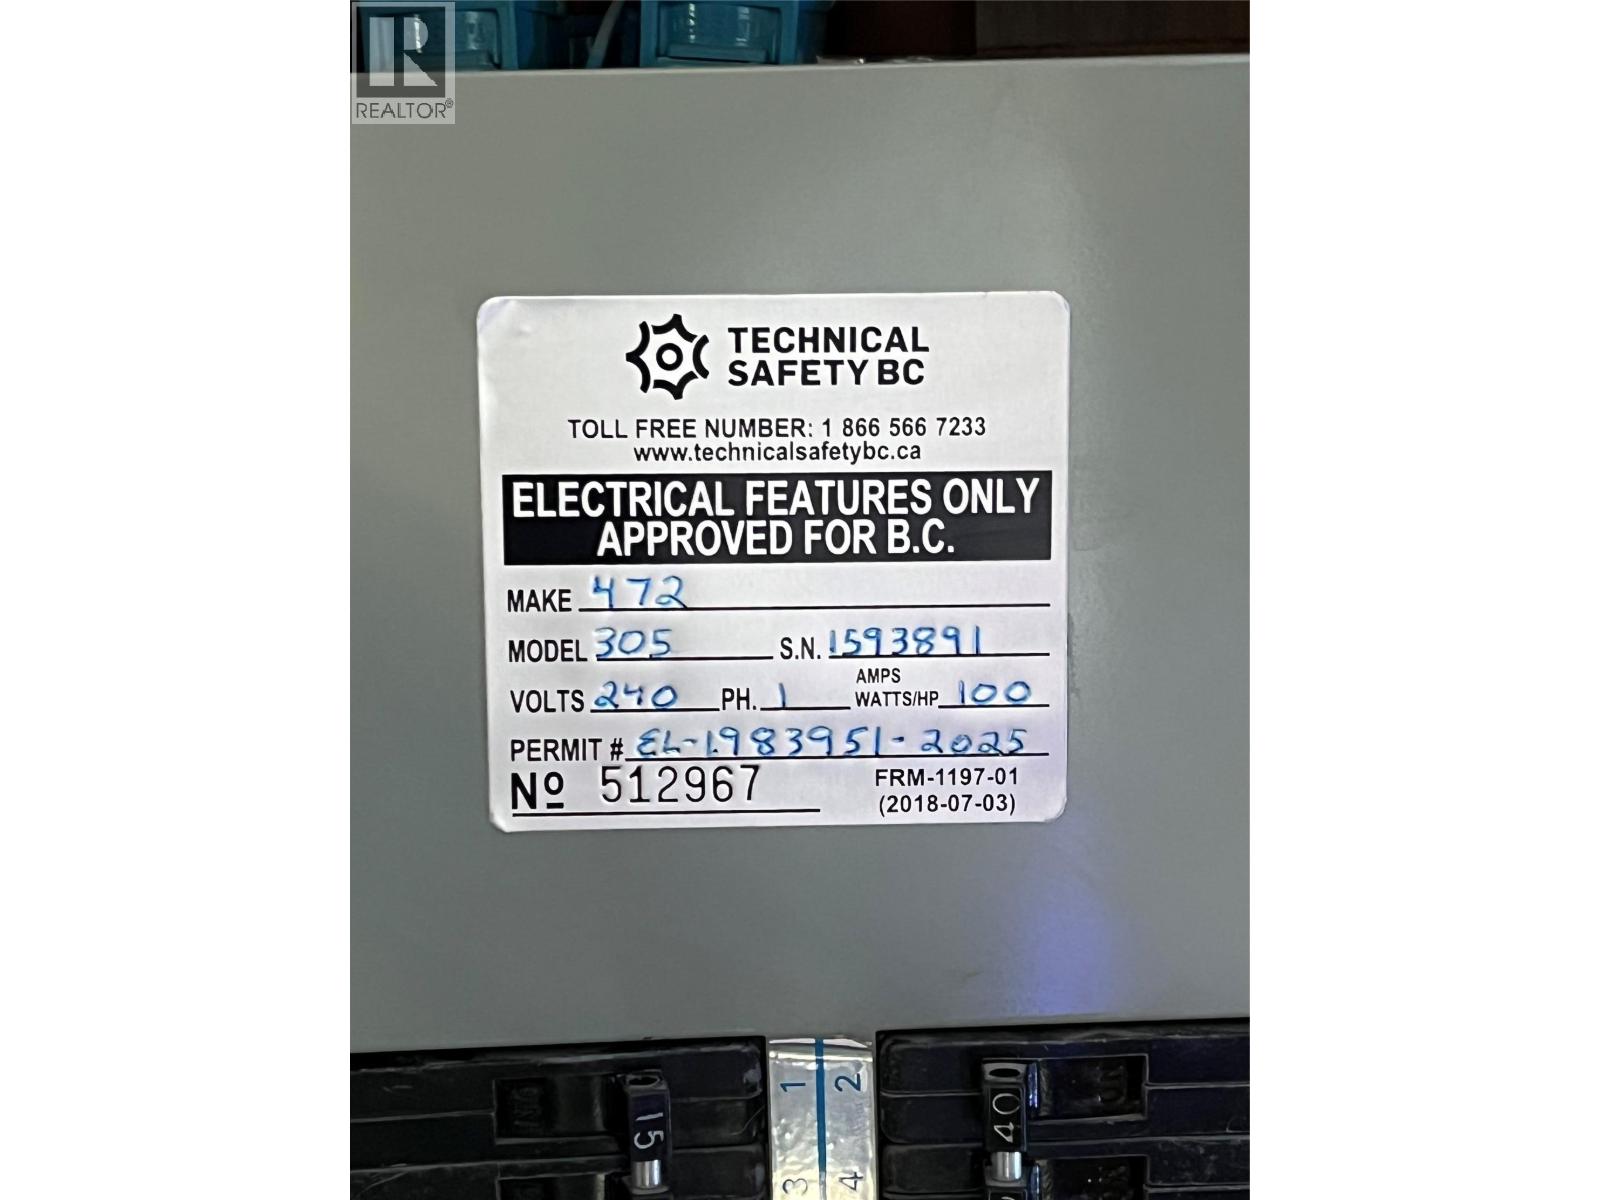 REALTOR®
TECHNICAL
SAFETY BC
TOLL FREE NUMBER: 1 866 566 7233
www.technicalsafetybc.ca
ELECTRICAL FEATURES ONLY
APPROVED FOR B.C.
MAKE 472
MODEL 305 S.N. 1593891
VOLTS 240 PH. 1 AMPS WATTS/HP 100
PERMIT # EL-1983951-2025
Nº 512967 FRM-1197-01
(2018-07-03)
15 1 2 40
3 4